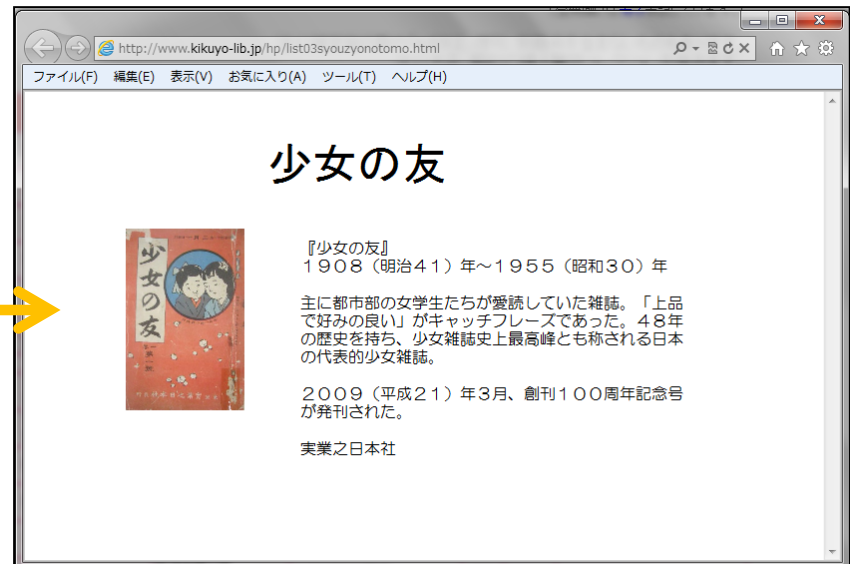 http://www.kikuyo-lib.jp/hp/list03syouzyonotomo.html
ファイル(F) 編集(E) 表示(V) お気に入り(A) ツール(T) ヘルプ(H)
少女の友
少女の友
『少女の友』
1908（明治41）年～1955（昭和30）年
主に都市部の女学生たちが愛読していた雑誌。「上品
で好みの良い」がキャッチフレーズであった。48年
の歴史を持ち、少女雑誌史上最高峰とも称される日本
の代表的少女雑誌。
2009（平成21）年3月、創刊100周年記念号
が発刊された。
実業之日本社